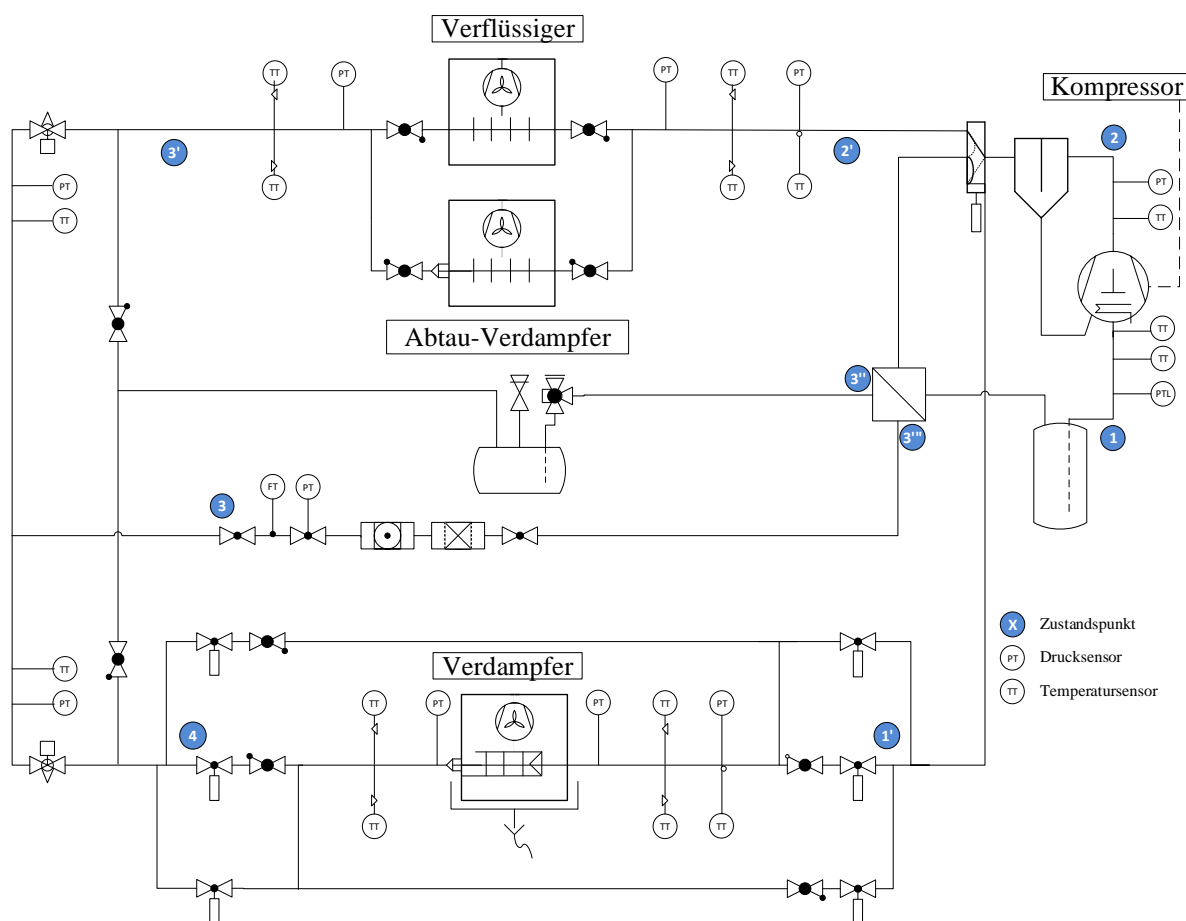 Verflüssiger
TT
PT
PT
TT
PT
Kompressor
3'
2'
2
PT
TT
TT
TT
TT
PT
TT
TT
Abtau-Verdampfer
TT
3''
PTL
3'''
1
3
FT
PT
X Zustandspunkt
PT Drucksensor
TT Temperatursensor
TT
PT
Verdampfer
4
TT
PT
PT
TT
PT
1'
TT
TT
TT